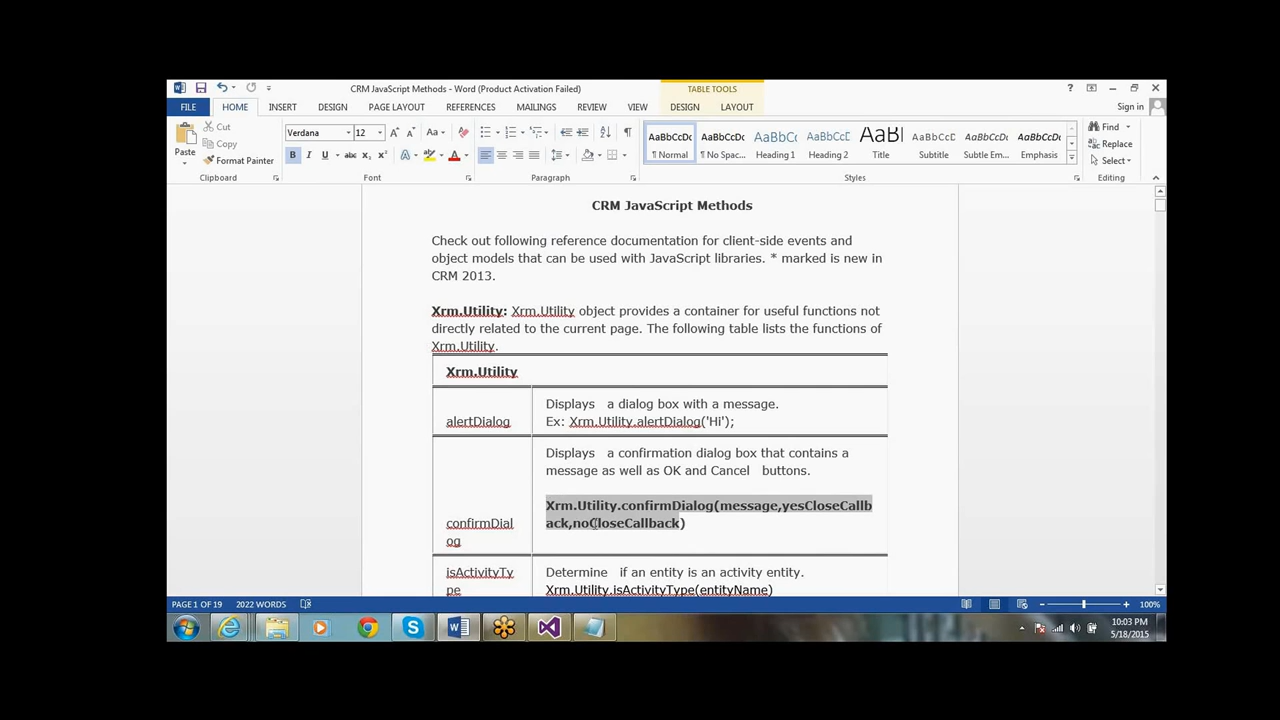 CRM JavaScript Methods - Word (Product Activation Failed)
TABLE TOOLS
?
FILE HOME INSERT DESIGN PAGE LAYOUT REFERENCES MAILINGS REVIEW VIEW DESIGN LAYOUT
Sign in
Paste
Cut
Copy
Format Painter
Clipboard
Verdana 12
Aa
B I U abc x₂ x²
Font
Paragraph
AaBbCcDc AaBbCcDc AaBbCc AaBbCc AaBl AaBbCcD AaBbCcDc AaBbCcDc
¶ Normal ¶ No Spac... Heading 1 Heading 2 Title Subtitle Subtle Em... Emphasis
Styles
Find
Replace
Select
Editing
CRM JavaScript Methods
Check out following reference documentation for client-side events and
object models that can be used with JavaScript libraries. * marked is new in
CRM 2013.
Xrm.Utility: Xrm.Utility object provides a container for useful functions not
directly related to the current page. The following table lists the functions of
Xrm.Utility.
Xrm.Utility
alertDialog
Displays a dialog box with a message.
Ex: Xrm.Utility.alertDialog('Hi');
confirmDial
og
Displays a confirmation dialog box that contains a
message as well as OK and Cancel buttons.
Xrm.Utility.confirmDialog(message,yesCloseCallb
ack,noCloseCallback)
isActivityTy
pe
Determine if an entity is an activity entity.
Xrm.Utility.isActivityType(entityName)
PAGE 1 OF 19 2022 WORDS 100%
10:03 PM
5/18/2015